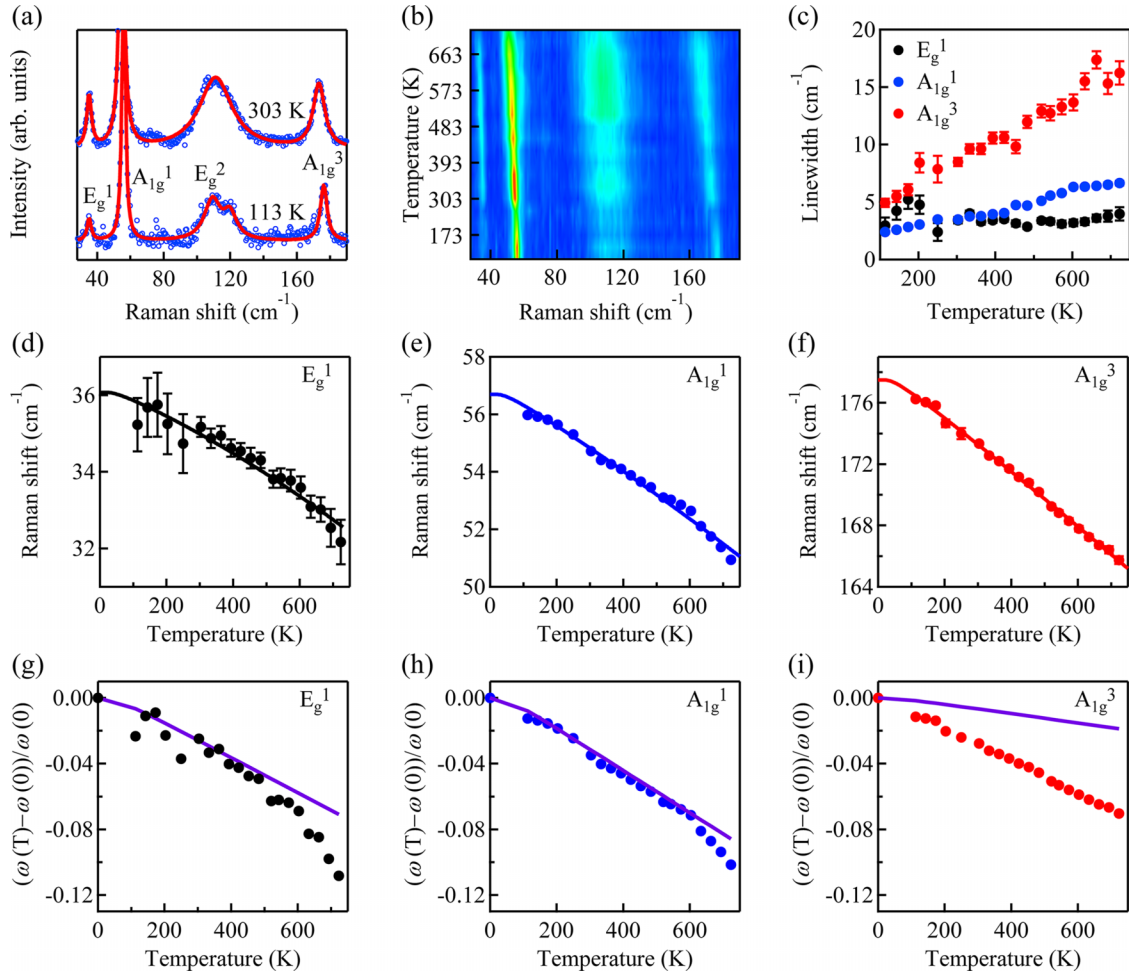 (a)
Intensity (arb. units)
303 K
A₁g³
E_g²
A₁g¹
E_g¹
113 K
40 80 120 160
Raman shift (cm⁻¹)
(b)
Temperature (K)
663
573
483
393
303
173
40 80 120 160
Raman shift (cm⁻¹)
(c)
Linewidth (cm⁻¹)
20
15
10
5
0
E_g¹
A₁g¹
A₁g³
200 400 600
Temperature (K)
(d)
Raman shift (cm⁻¹)
36
34
32
E_g¹
0 200 400 600
Temperature (K)
(e)
Raman shift (cm⁻¹)
58
56
54
52
50
A₁g¹
0 200 400 600
Temperature (K)
(f)
Raman shift (cm⁻¹)
176
172
168
164
A₁g³
0 200 400 600
Temperature (K)
(g)
(ω(T)−ω(0))/ω(0)
0.00
-0.04
-0.08
-0.12
E_g¹
0 200 400 600
Temperature (K)
(h)
(ω(T)−ω(0))/ω(0)
0.00
-0.04
-0.08
-0.12
A₁g¹
0 200 400 600
Temperature (K)
(i)
(ω(T)−ω(0))/ω(0)
0.00
-0.04
-0.08
-0.12
A₁g³
0 200 400 600
Temperature (K)